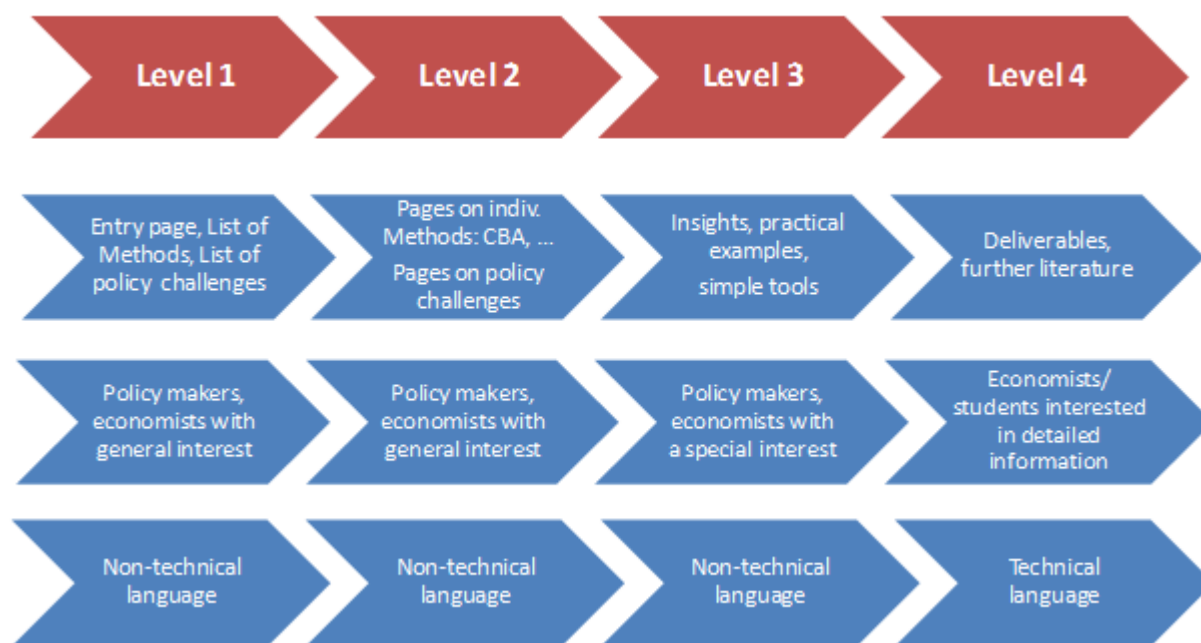 Level 1
Level 2
Level 3
Level 4
Entry page, List of
Methods, List of
policy challenges
Pages on indiv.
Methods: CBA, ...
Pages on policy
challenges
Insights, practical
examples,
simple tools
Deliverables,
further literature
Policy makers,
economists with
general interest
Policy makers,
economists with
general interest
Policy makers,
economists with
a special interest
Economists/
students interested
in detailed
information
Non-technical
language
Non-technical
language
Non-technical
language
Technical
language